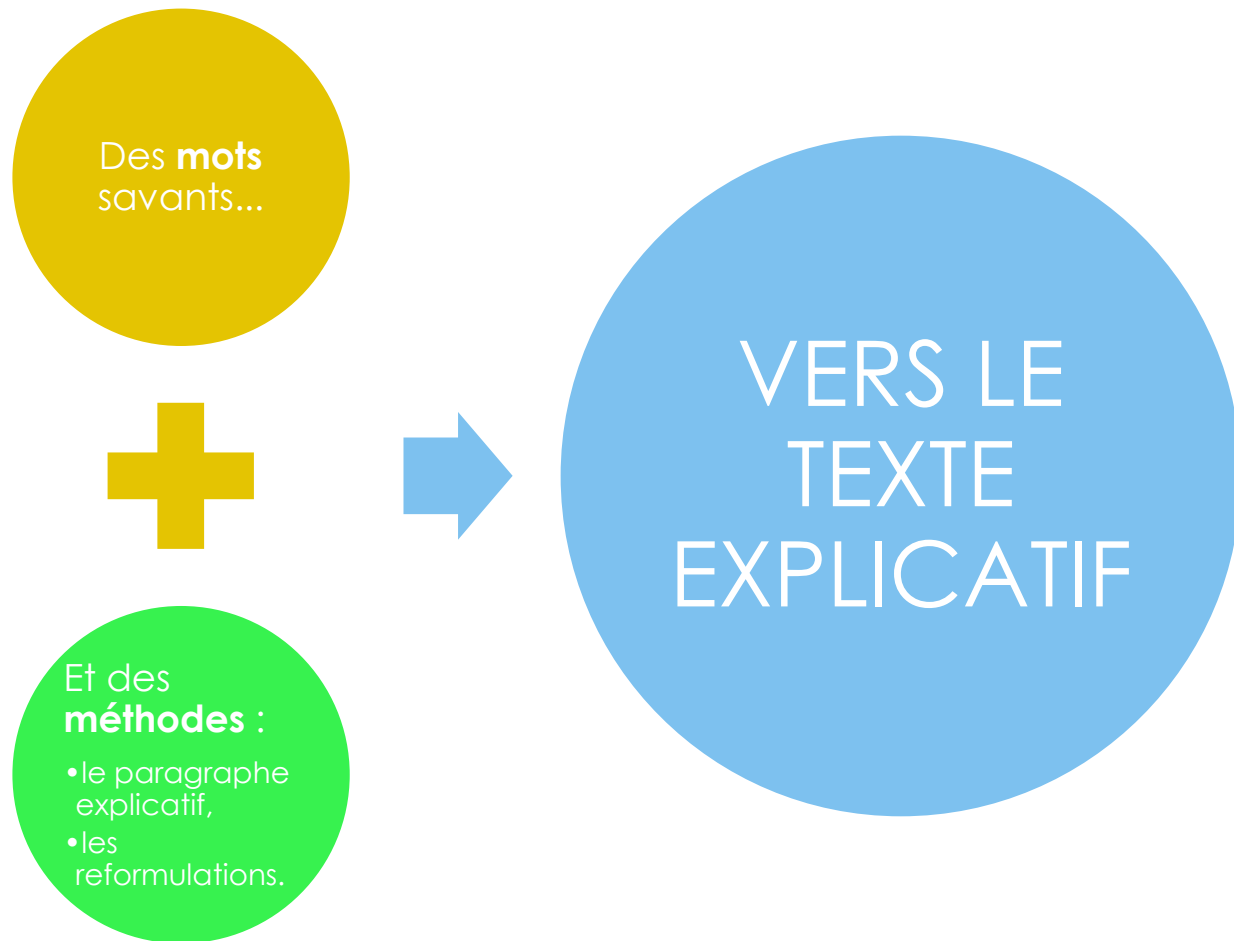 Des mots
savants...
Et des
méthodes :
•le paragraphe
explicatif,
•les
reformulations.
VERS LE
TEXTE
EXPLICATIF